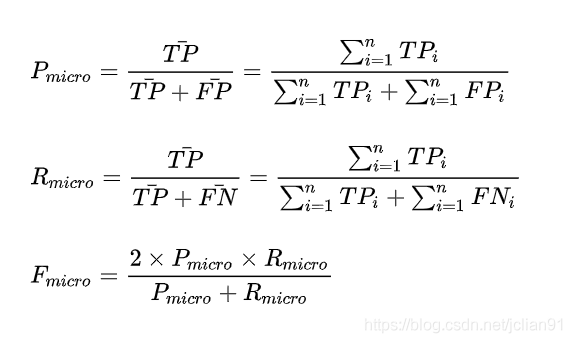 P_{micro} = \frac{\bar{TP}}{\bar{TP} + \bar{FP}} = \frac{\sum_{i=1}^{n} TP_i}{\sum_{i=1}^{n} TP_i + \sum_{i=1}^{n} FP_i}
R_{micro} = \frac{\bar{TP}}{\bar{TP} + \bar{FN}} = \frac{\sum_{i=1}^{n} TP_i}{\sum_{i=1}^{n} TP_i + \sum_{i=1}^{n} FN_i}
F_{micro} = \frac{2 \times P_{micro} \times R_{micro}}{P_{micro} + R_{micro}}
https://blog.csdn.net/jclian91